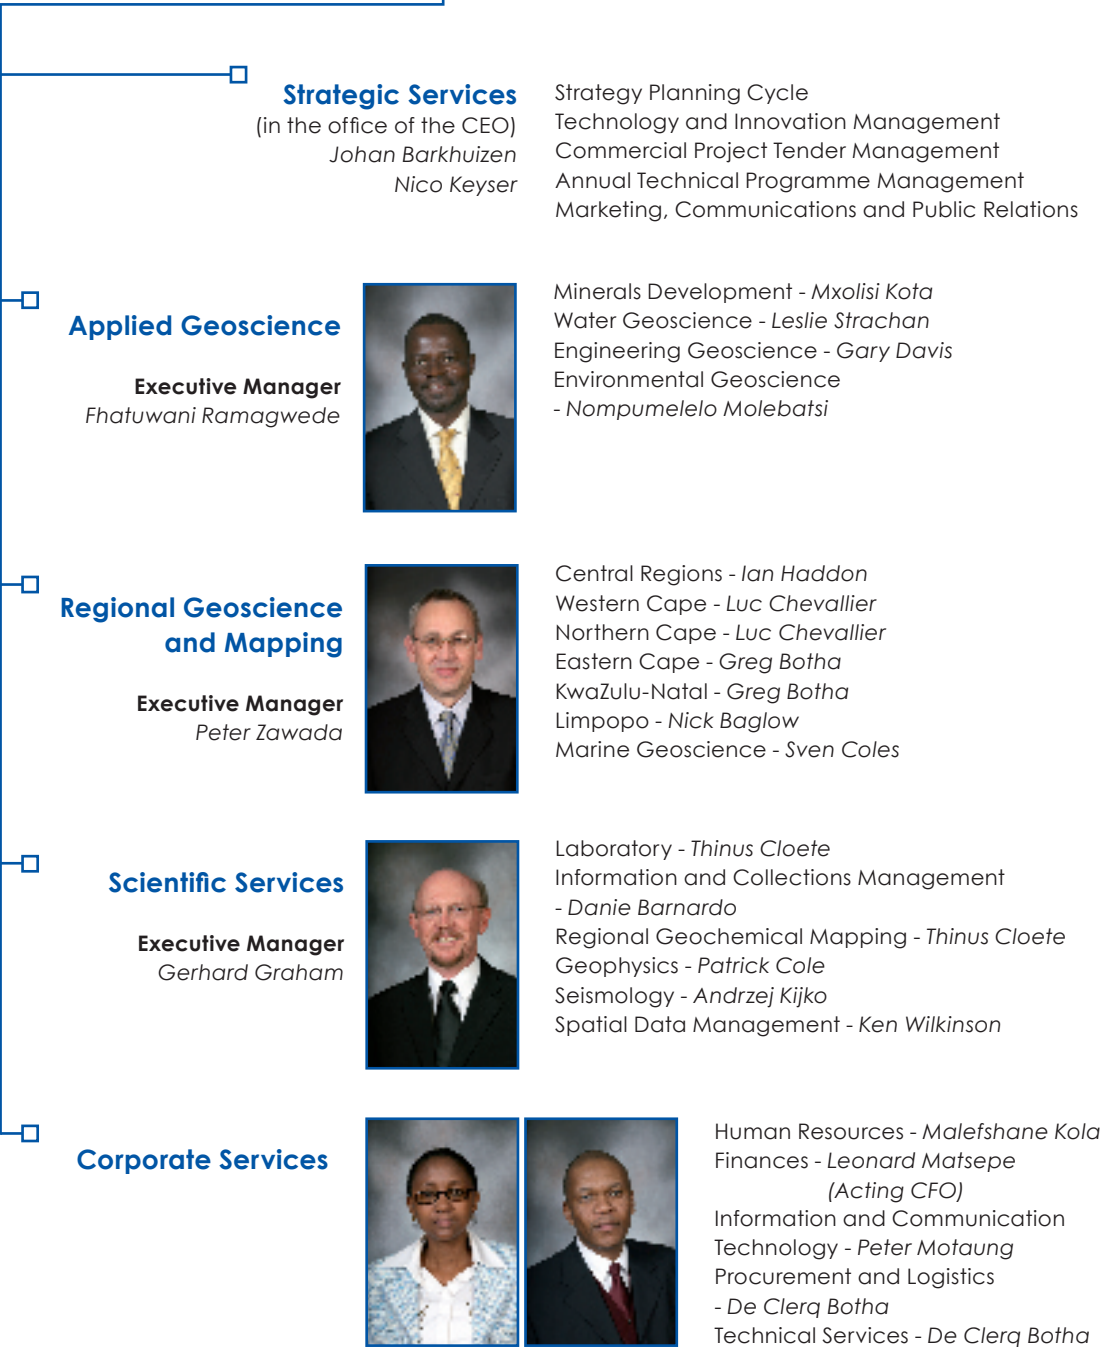 Strategic Services
(in the office of the CEO)
Johan Barkhuizen
Nico Keyser
Strategy Planning Cycle
Technology and Innovation Management
Commercial Project Tender Management
Annual Technical Programme Management
Marketing, Communications and Public Relations
Applied Geoscience
Executive Manager
Fhatuwani Ramagwede
Minerals Development - Mxolisi Kota
Water Geoscience - Leslie Strachan
Engineering Geoscience - Gary Davis
Environmental Geoscience
- Nompumelelo Molebatsi
Regional Geoscience
and Mapping
Executive Manager
Peter Zawada
Central Regions - Ian Haddon
Western Cape - Luc Chevallier
Northern Cape - Luc Chevallier
Eastern Cape - Greg Botha
KwaZulu-Natal - Greg Botha
Limpopo - Nick Baglow
Marine Geoscience - Sven Coles
Scientific Services
Executive Manager
Gerhard Graham
Laboratory - Thinus Cloete
Information and Collections Management
- Danie Barnardo
Regional Geochemical Mapping - Thinus Cloete
Geophysics - Patrick Cole
Seismology - Andrzej Kijko
Spatial Data Management - Ken Wilkinson
Corporate Services
Human Resources - Malefshane Kola
Finances - Leonard Matsepe
(Acting CFO)
Information and Communication
Technology - Peter Motaung
Procurement and Logistics
- De Clerq Botha
Technical Services - De Clerq Botha